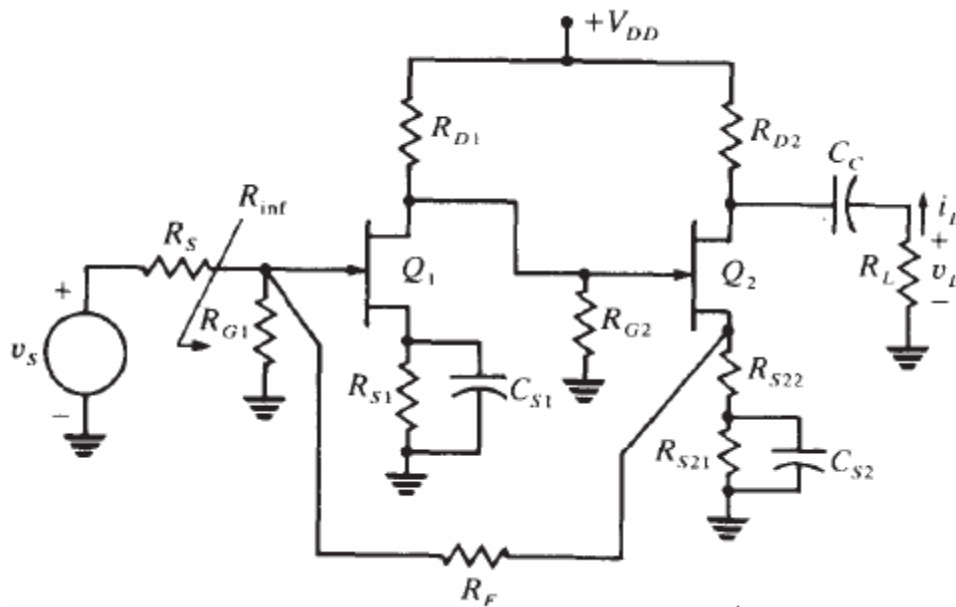 +V_DD
R_D1
R_D2
C_C
R_inf
R_S
Q_1
Q_2
i_L
+
v_L
−
R_L
+
v_S
−
R_G1
R_G2
R_S1
C_S1
R_S22
R_S21
C_S2
R_F